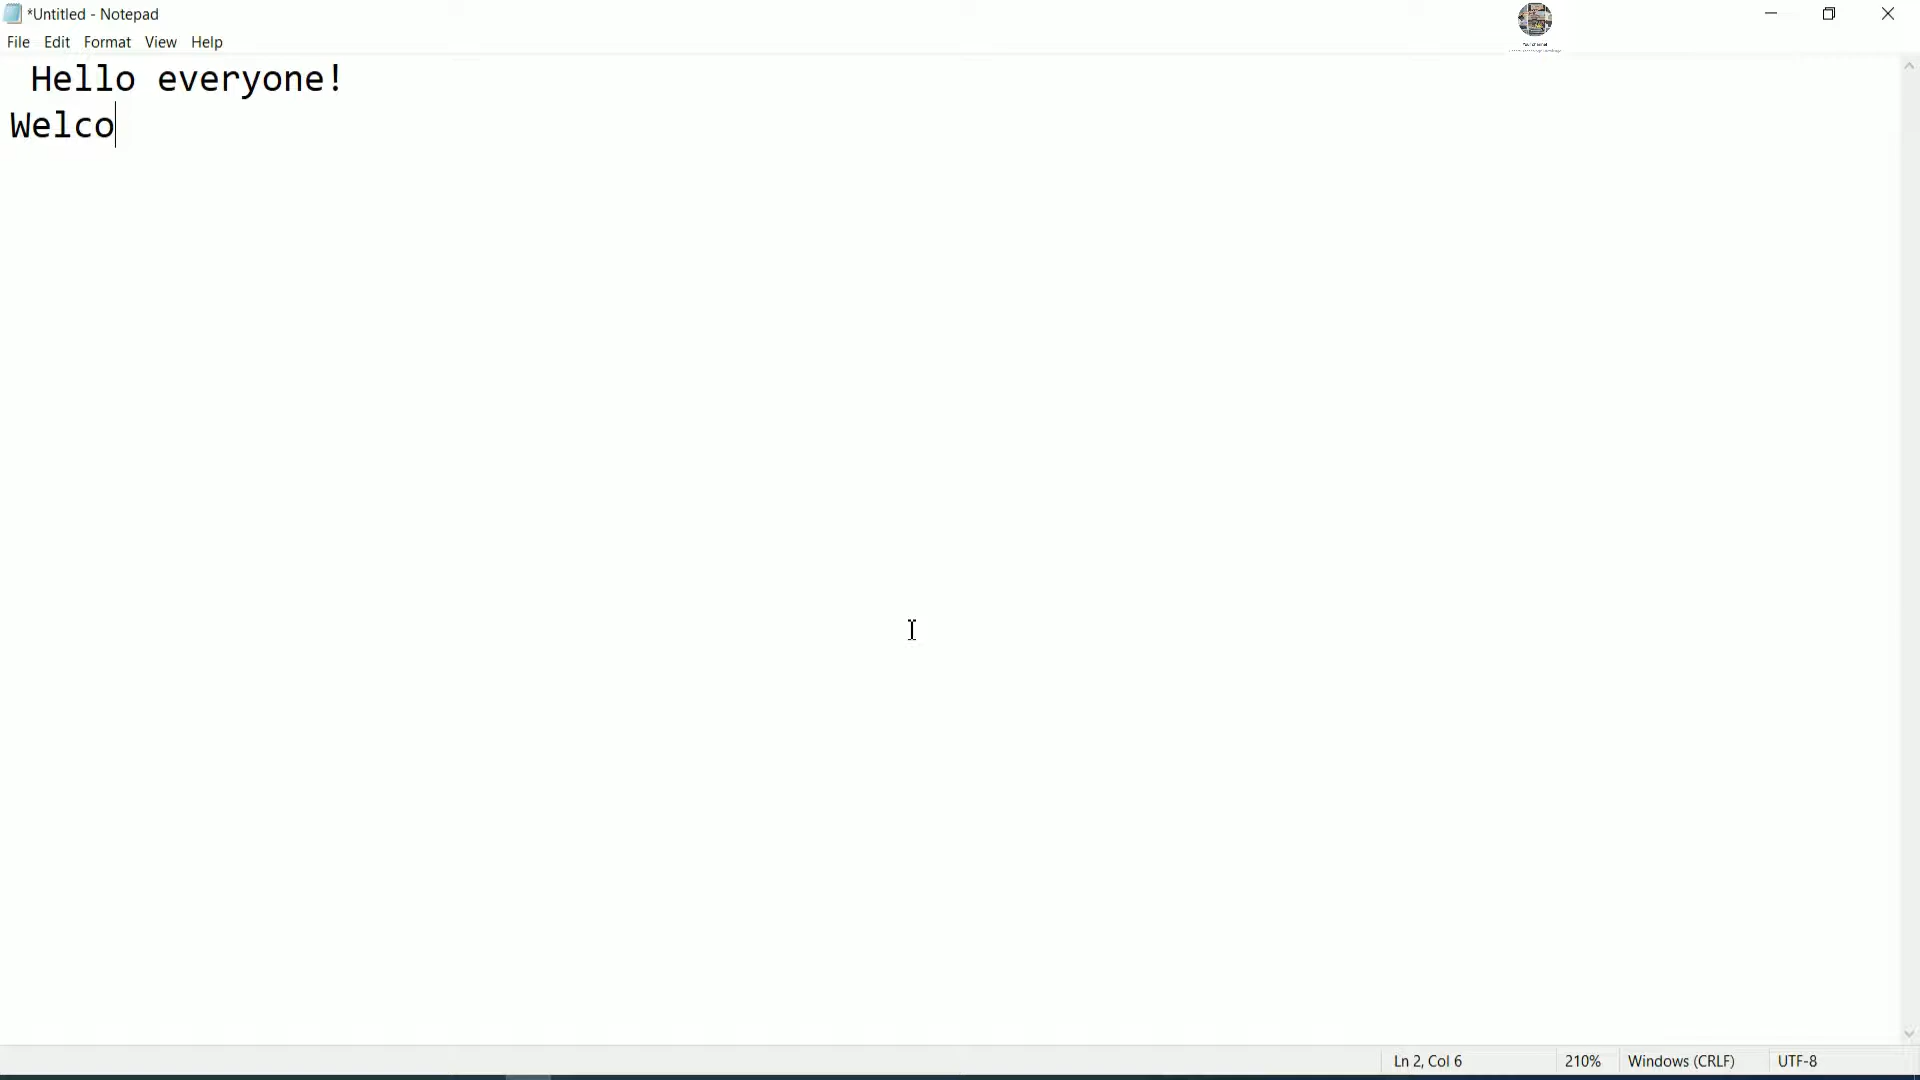 *Untitled - Notepad
File Edit Format View Help
Hello everyone!
Welco
Ln 2, Col 6 210% Windows (CRLF) UTF-8